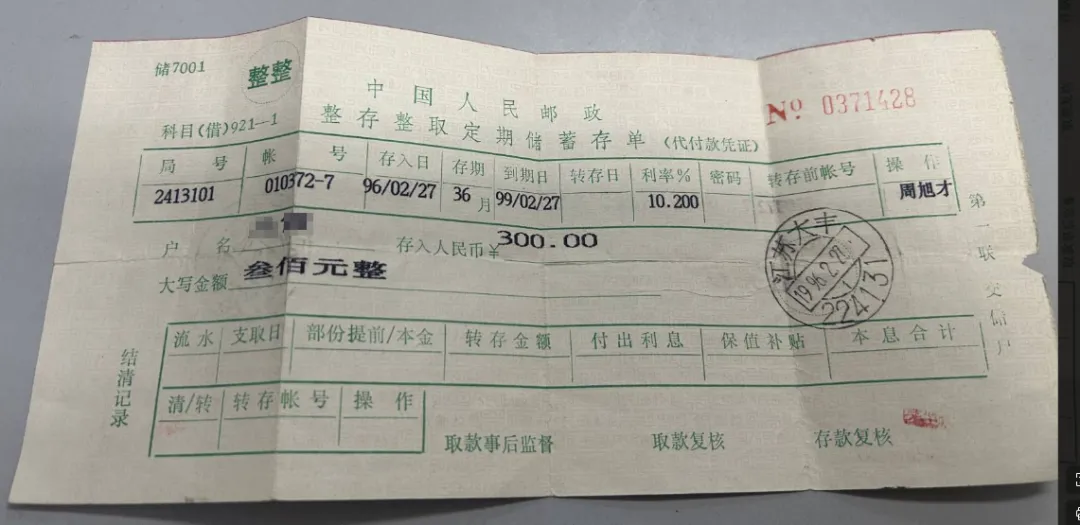 储7001
整整
中国人民邮政
整存整取定期储蓄存单(代付款凭证)
Nº 0371428
科目(借)921—1
局号 帐号 存入日 存期 到期日 转存日 利率% 密码 转存前帐号 操作
2413101 010372-7 96/02/27 36月 99/02/27 10.200 周旭才
户名 存入人民币¥ 300.00
大写金额 叁佰元整
江苏大丰
1996.2.27
224131
第一联交储户
结清记录
流水 支取日 部份提前/本金 转存金额 付出利息 保值补贴 本息合计
清/转 转存帐号 操作
取款事后监督 取款复核 存款复核